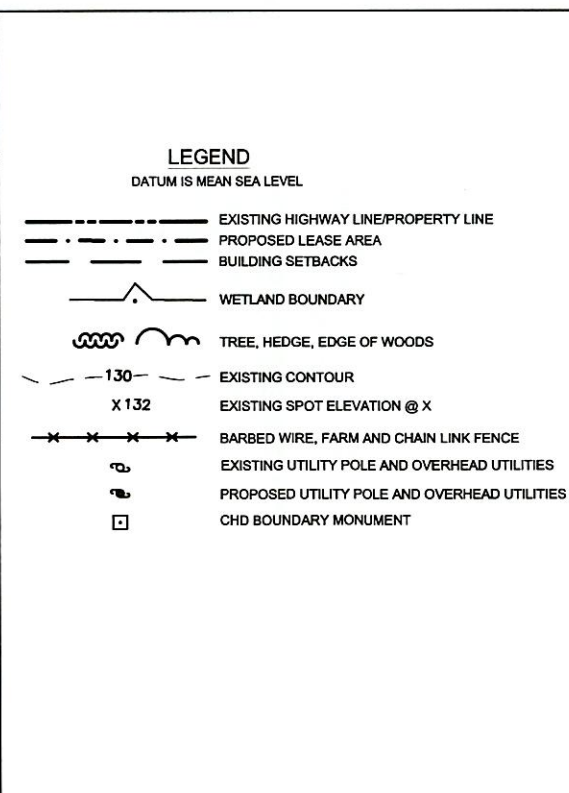 LEGEND
DATUM IS MEAN SEA LEVEL
EXISTING HIGHWAY LINE/PROPERTY LINE
PROPOSED LEASE AREA
BUILDING SETBACKS
WETLAND BOUNDARY
TREE, HEDGE, EDGE OF WOODS
130 EXISTING CONTOUR
X 132 EXISTING SPOT ELEVATION @ X
BARBED WIRE, FARM AND CHAIN LINK FENCE
EXISTING UTILITY POLE AND OVERHEAD UTILITIES
PROPOSED UTILITY POLE AND OVERHEAD UTILITIES
CHD BOUNDARY MONUMENT